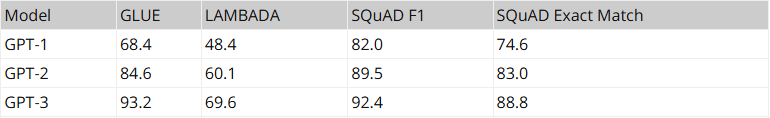 Model GLUE LAMBADA SQuAD F1 SQuAD Exact Match
GPT-1 68.4 48.4 82.0 74.6
GPT-2 84.6 60.1 89.5 83.0
GPT-3 93.2 69.6 92.4 88.8